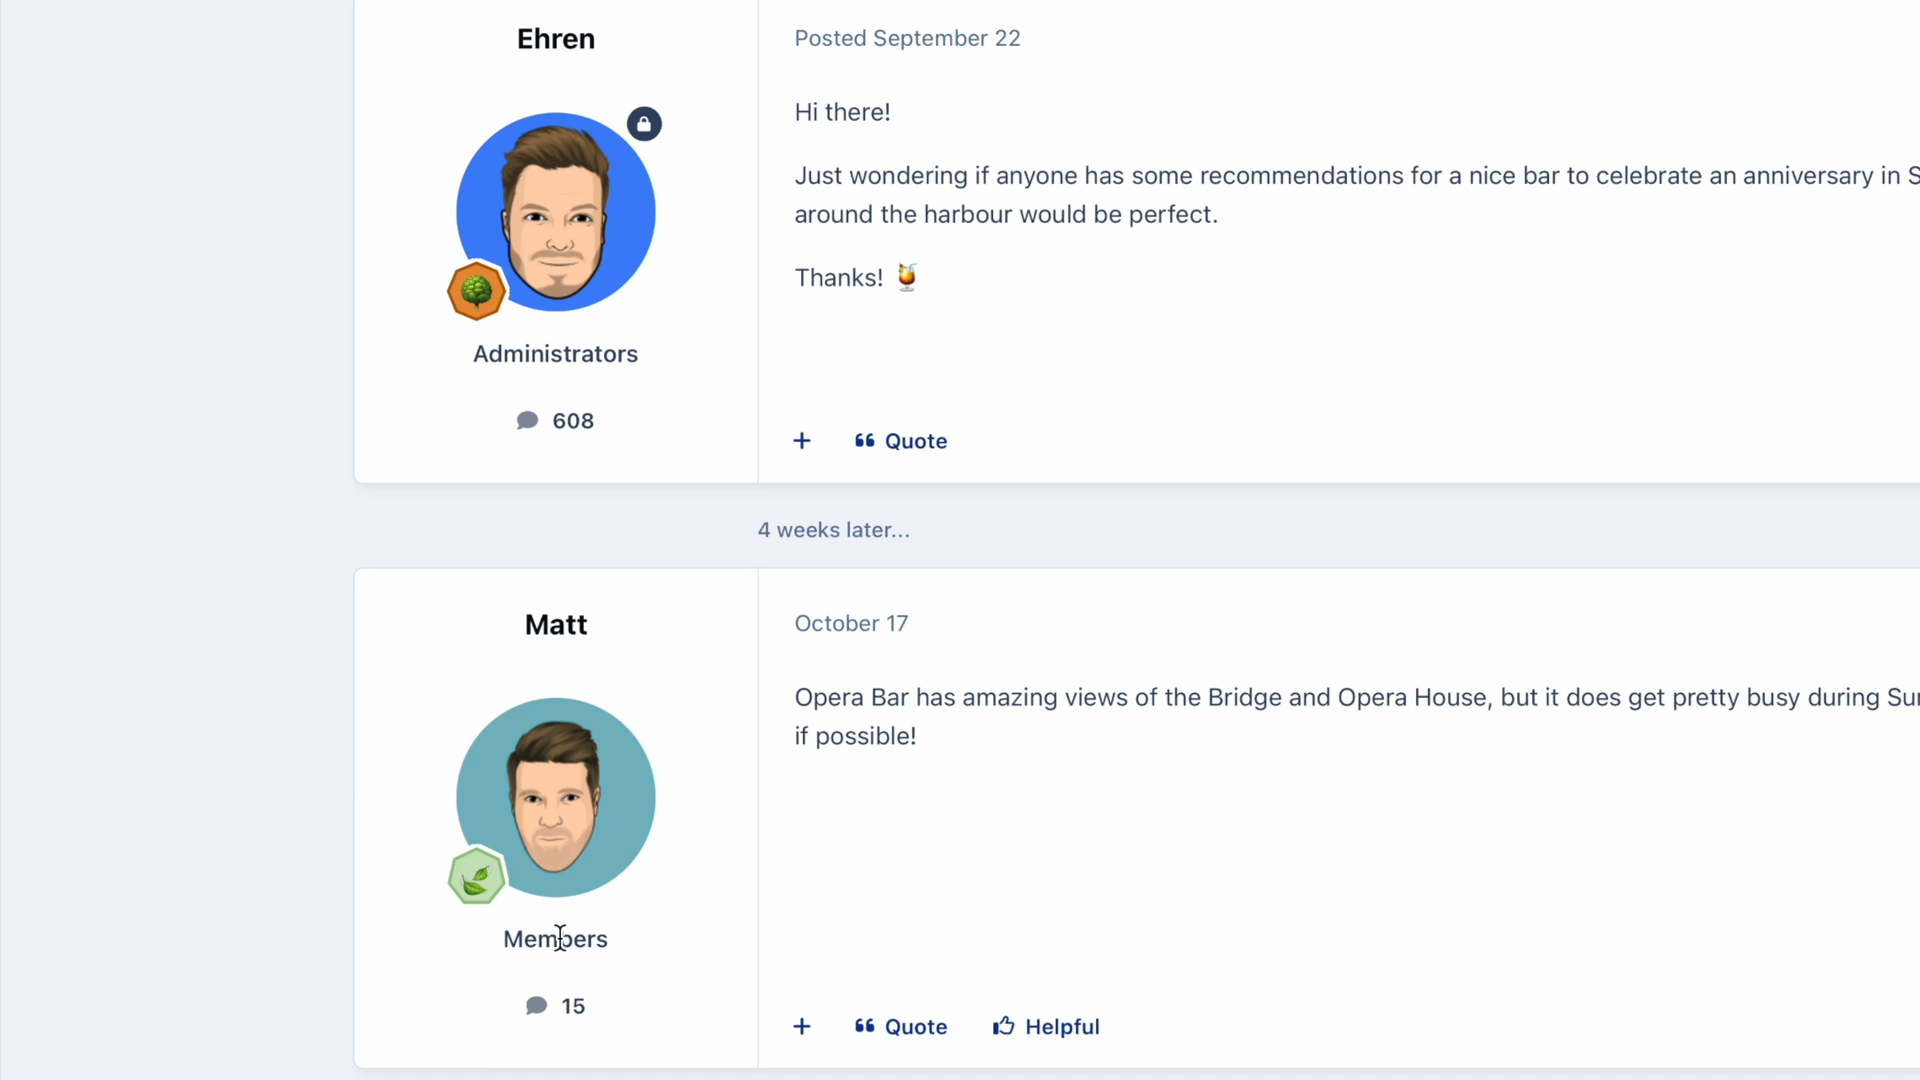 Ehren
Posted September 22
Hi there!
Just wondering if anyone has some recommendations for a nice bar to celebrate an anniversary in
around the harbour would be perfect.
Thanks! 🍹
Administrators
608
+ Quote
4 weeks later...
Matt
October 17
Opera Bar has amazing views of the Bridge and Opera House, but it does get pretty busy during
if possible!
Members
15
+ Quote Helpful